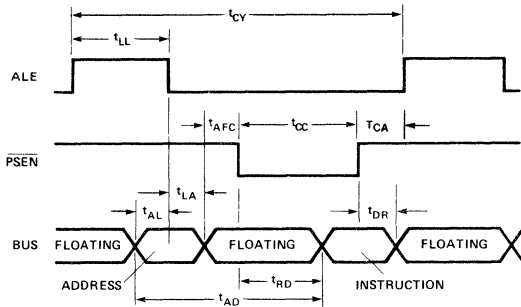 tCY
tLL
ALE
tAFC
tCC
TCA
PSEN
tLA
tAL
tDR
BUS
FLOATING
FLOATING
FLOATING
ADDRESS
tRD
INSTRUCTION
tAD